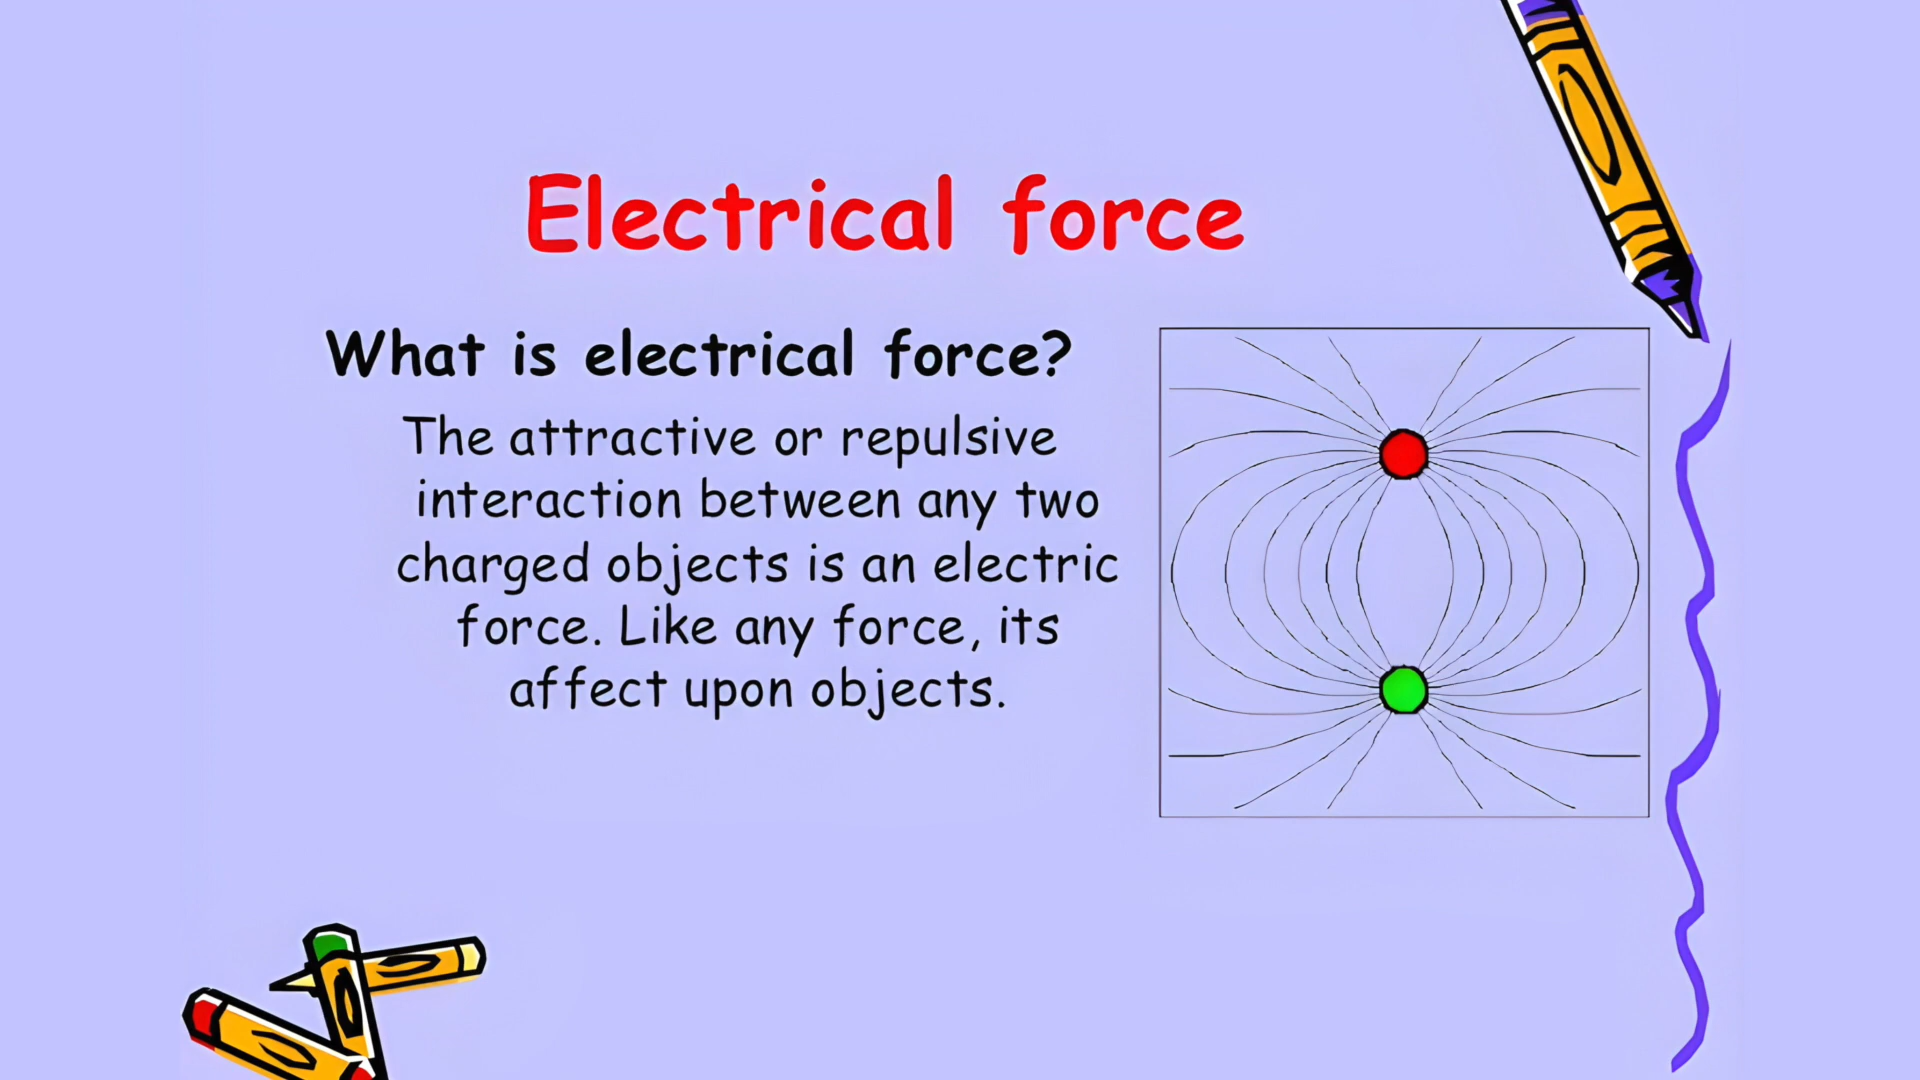 Electrical force
What is electrical force?
The attractive or repulsive
interaction between any two
charged objects is an electric
force. Like any force, its
affect upon objects.